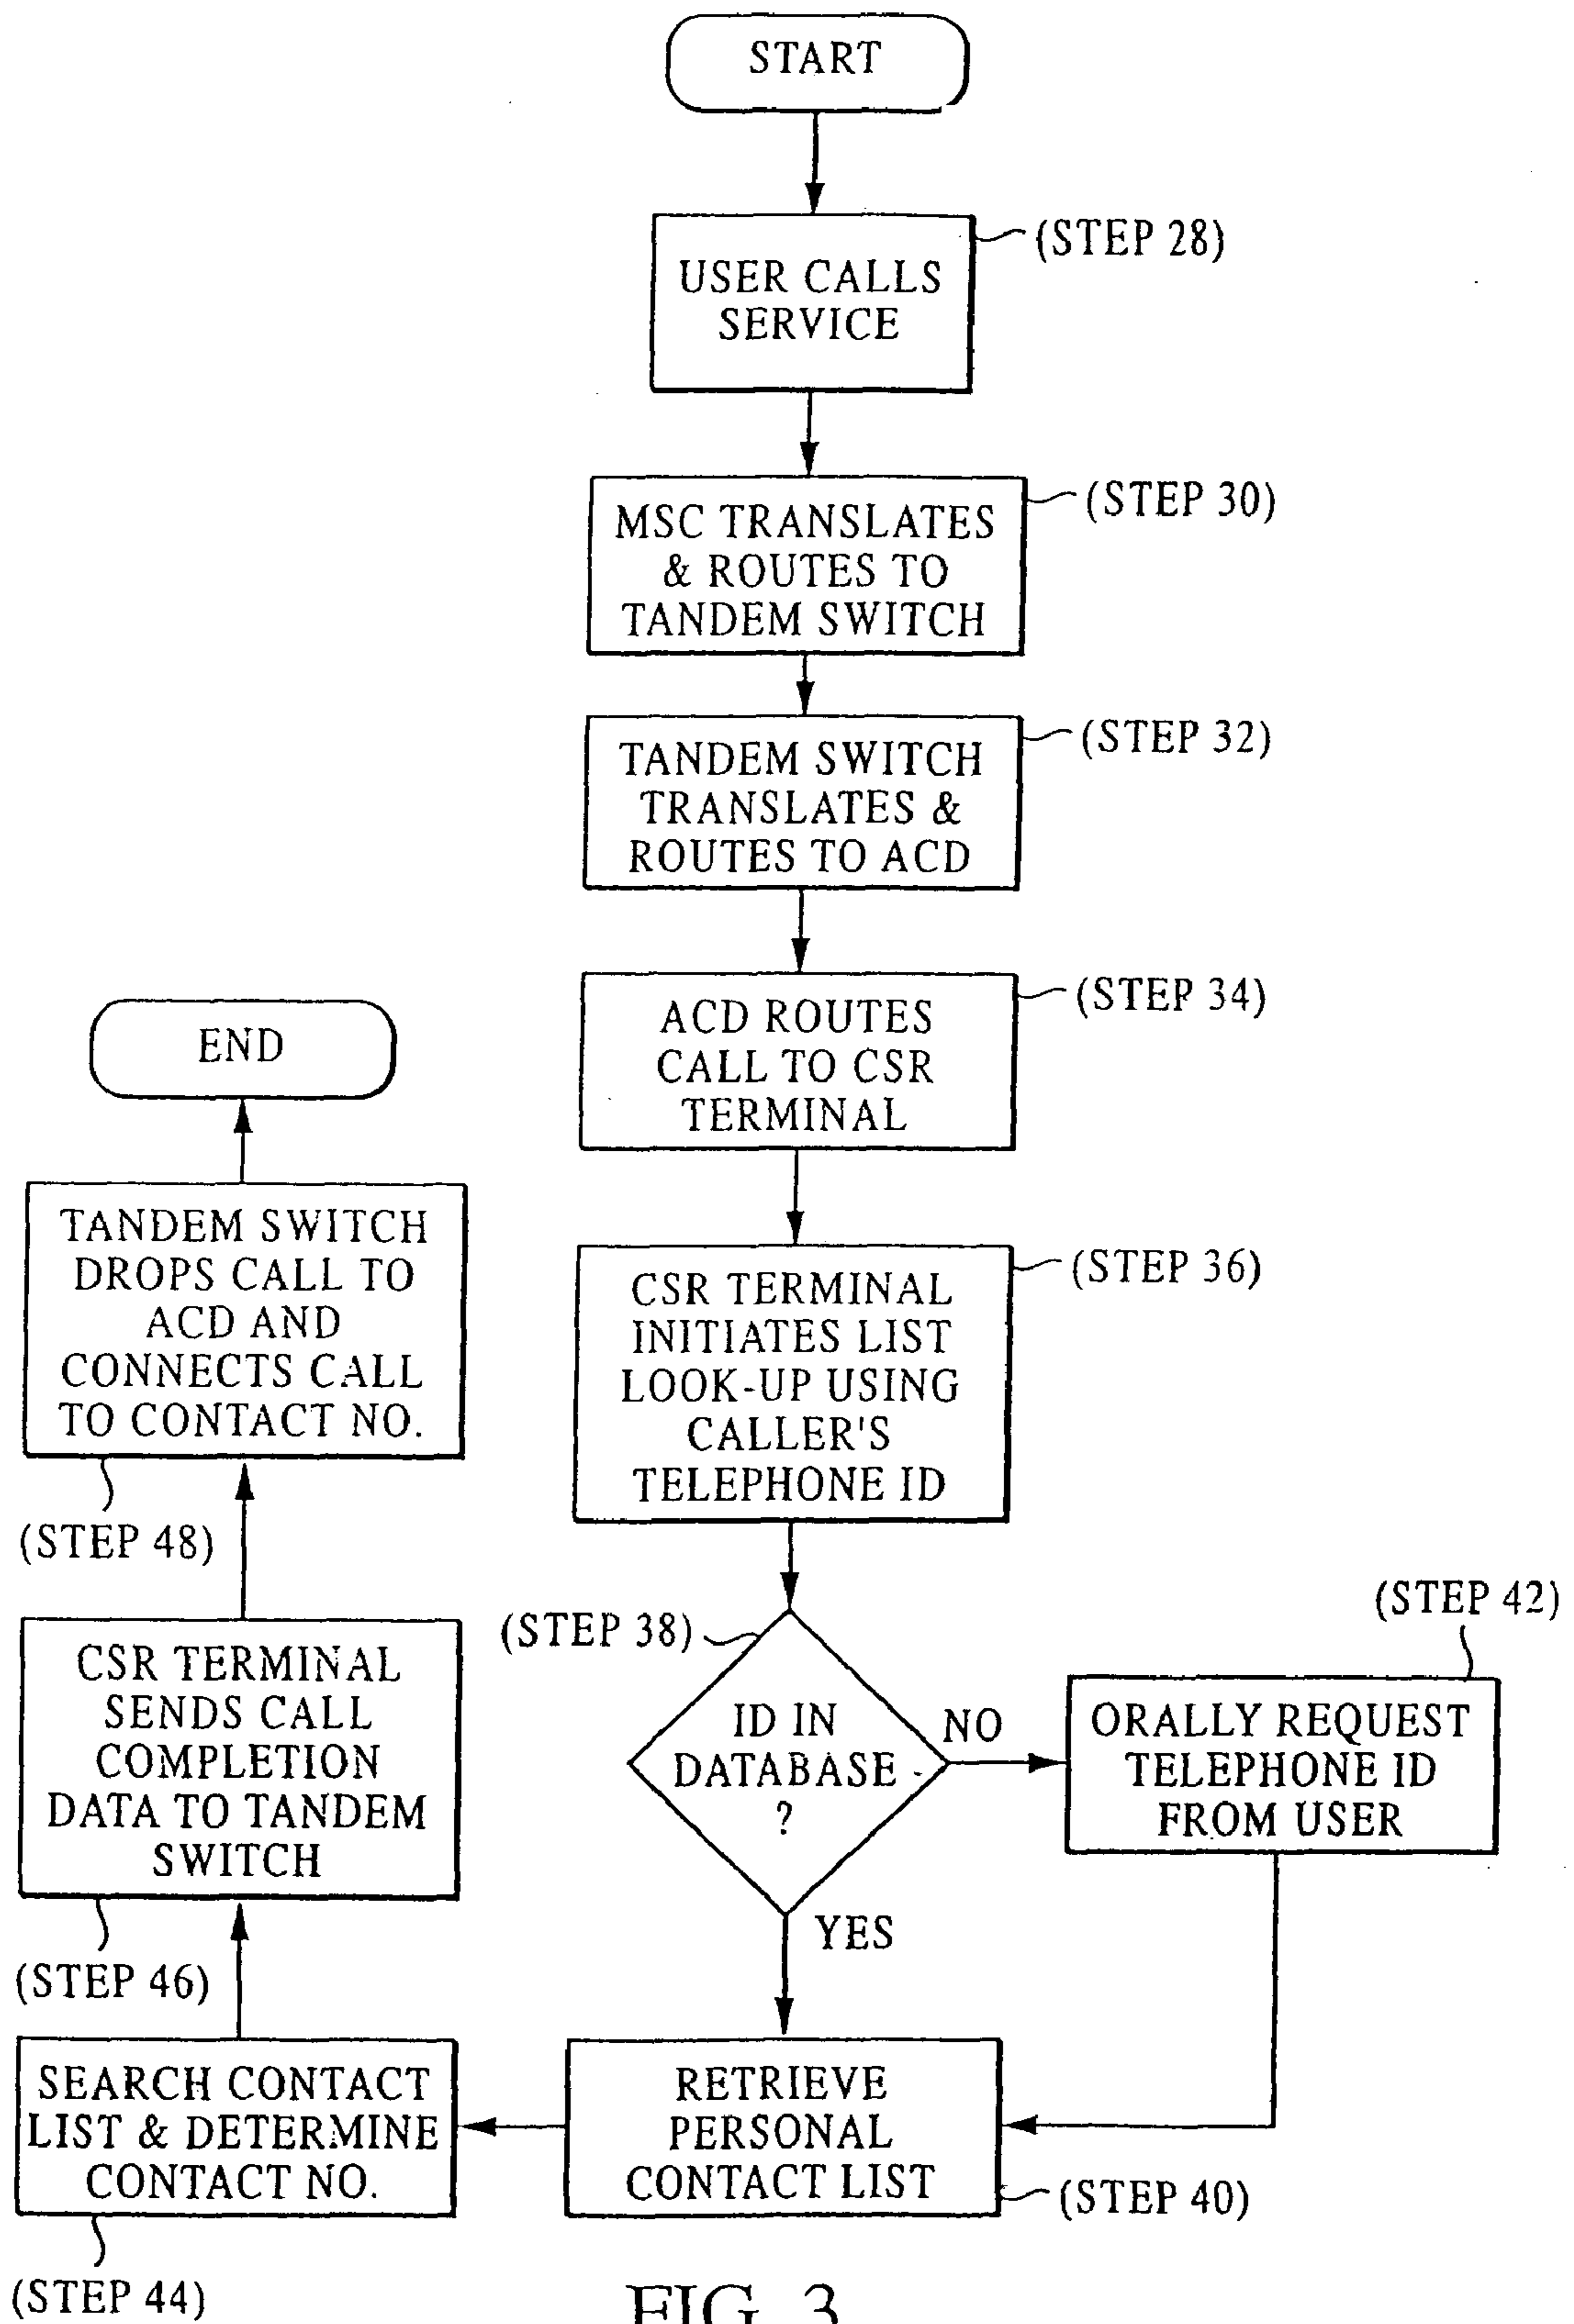 START
(STEP 28)
USER CALLS
SERVICE
(STEP 30)
MSC TRANSLATES
& ROUTES TO
TANDEM SWITCH
(STEP 32)
TANDEM SWITCH
TRANSLATES &
ROUTES TO ACD
(STEP 34)
ACD ROUTES
CALL TO CSR
TERMINAL
(STEP 36)
CSR TERMINAL
INITIATES LIST
LOOK-UP USING
CALLER'S
TELEPHONE ID
(STEP 38)
ID IN
DATABASE
?
NO
YES
(STEP 42)
ORALLY REQUEST
TELEPHONE ID
FROM USER
RETRIEVE
PERSONAL
CONTACT LIST
(STEP 40)
SEARCH CONTACT
LIST & DETERMINE
CONTACT NO.
(STEP 44)
CSR TERMINAL
SENDS CALL
COMPLETION
DATA TO TANDEM
SWITCH
(STEP 46)
TANDEM SWITCH
DROPS CALL TO
ACD AND
CONNECTS CALL
TO CONTACT NO.
(STEP 48)
END
FIG. 3